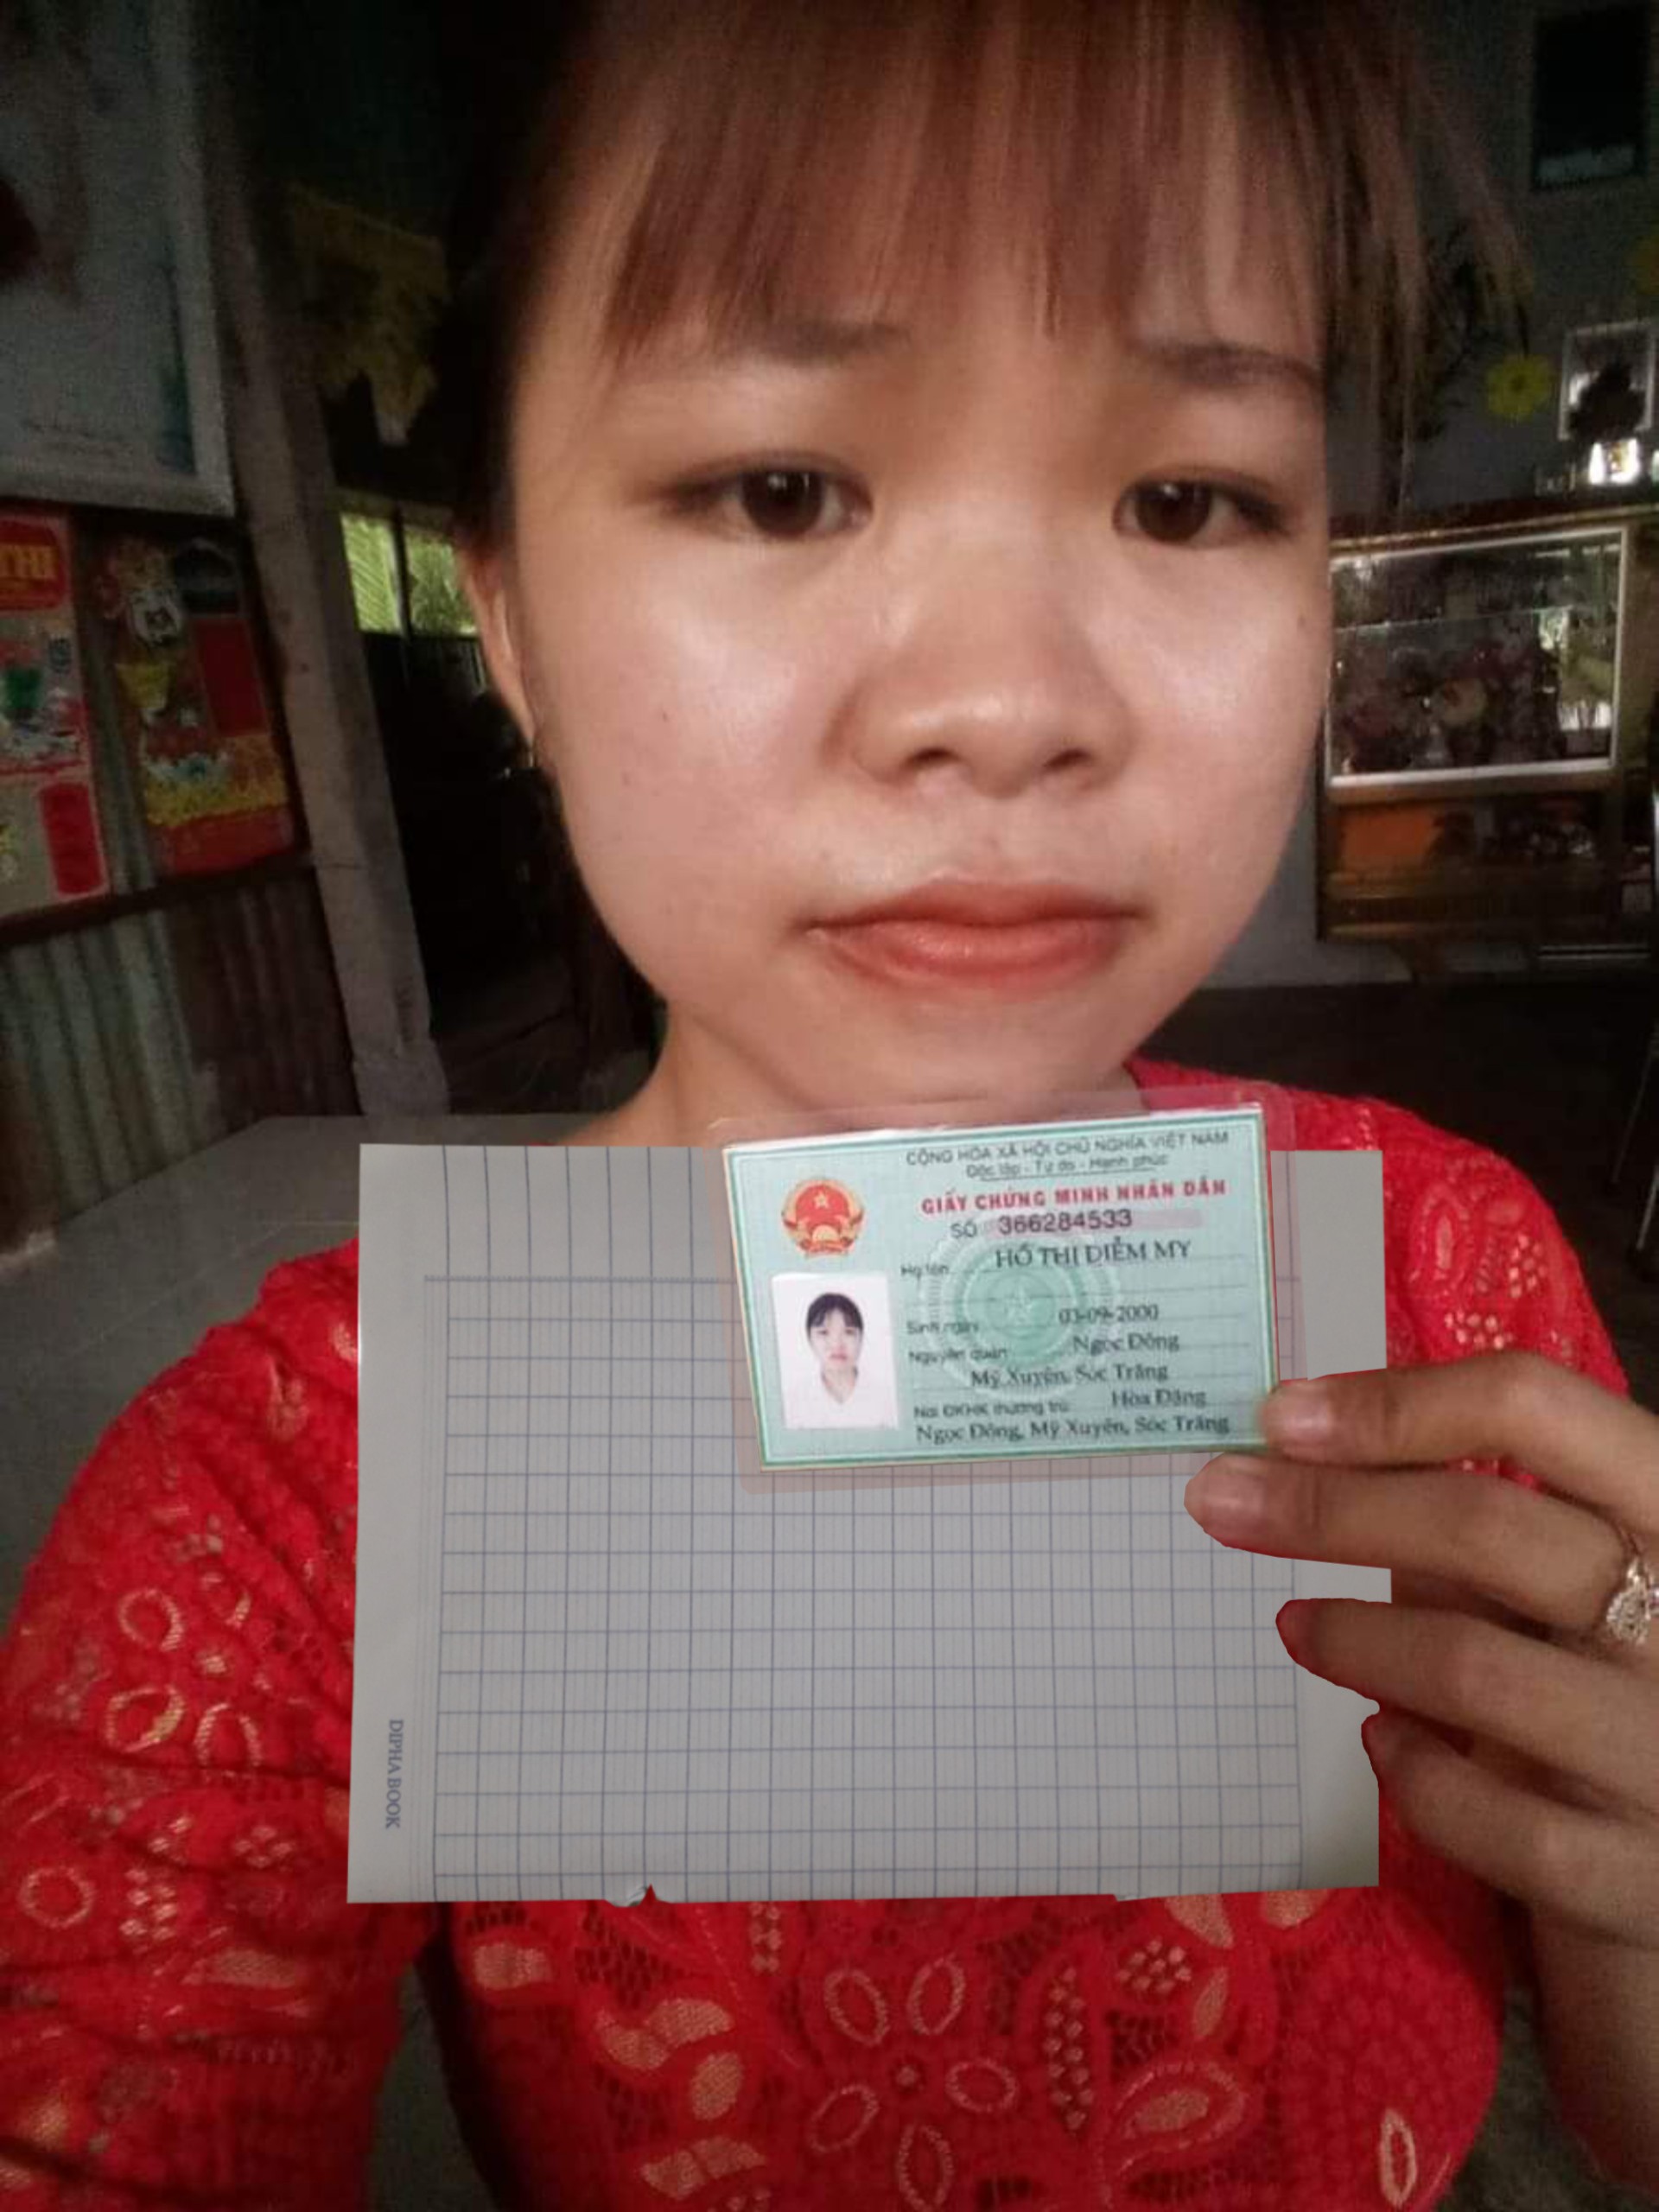 THI
CỘNG HÒA XÃ HỘI CHỦ NGHĨA VIỆT NAM
Độc lập - Tự do - Hạnh phúc
GIẤY CHỨNG MINH NHÂN DÂN
SỐ 366284533
Họ tên HỒ THỊ DIỄM MY
Sinh ngày 03-09-2000
Nguyên quán Ngọc Đông
Mỹ Xuyên, Sóc Trăng
Nơi ĐKHK thường trú Hòa Đặng
Ngọc Đông, Mỹ Xuyên, Sóc Trăng
DIPHA BOOK